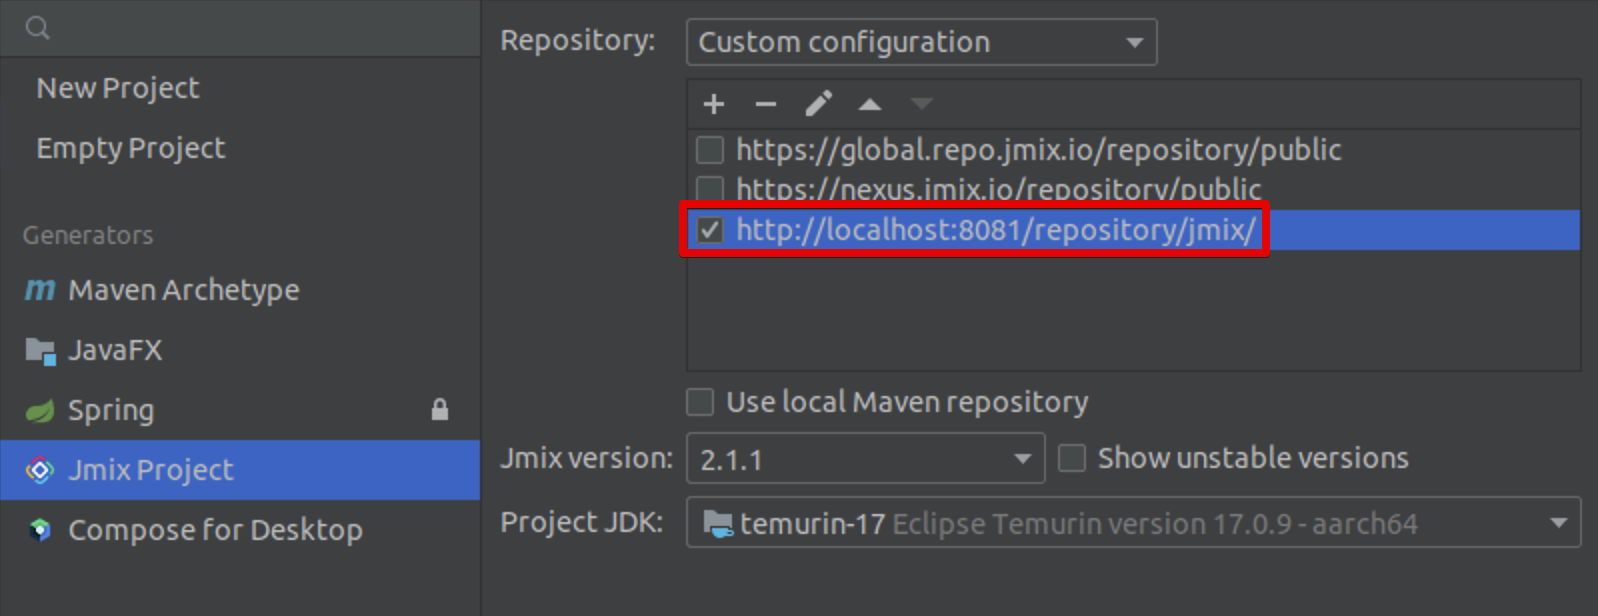 New Project
Empty Project
Generators
Maven Archetype
JavaFX
Spring
Jmix Project
Compose for Desktop
Repository: Custom configuration
https://global.repo.jmix.io/repository/public
https://nexus.jmix.io/repository/public
http://localhost:8081/repository/jmix/
Use local Maven repository
Jmix version: 2.1.1 Show unstable versions
Project JDK: temurin-17 Eclipse Temurin version 17.0.9 - aarch64